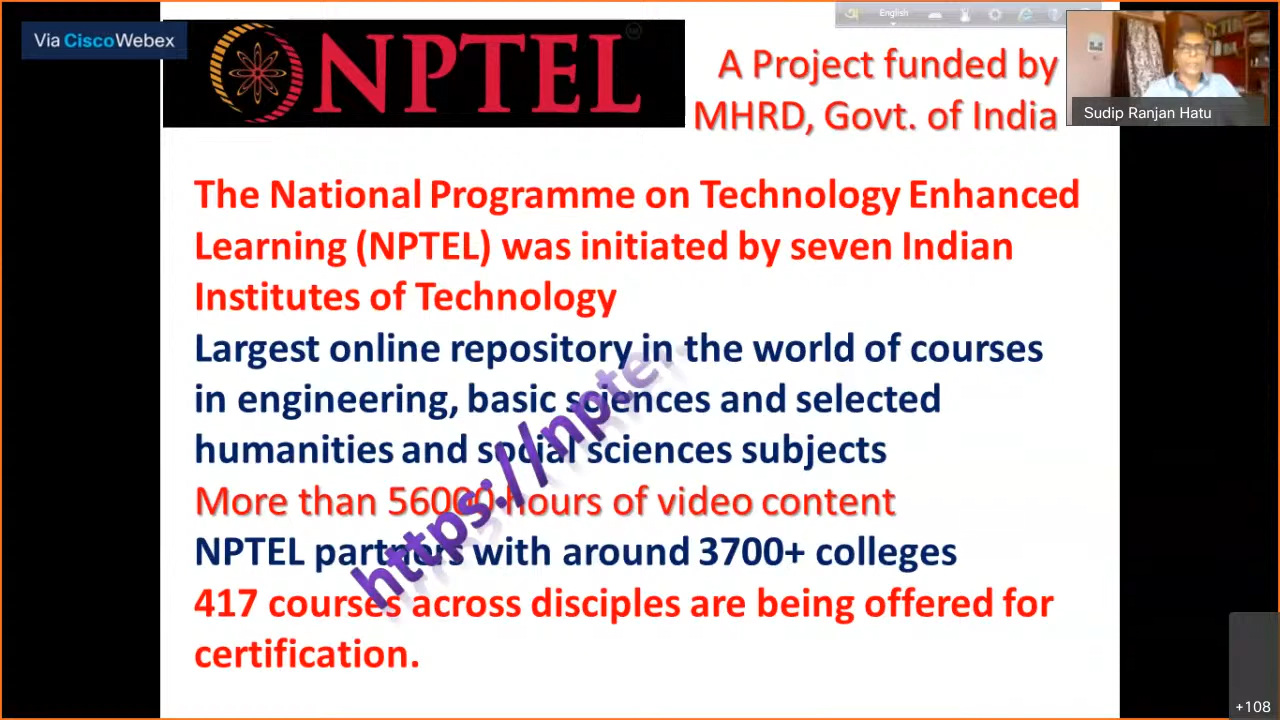 Via CiscoWebex
English
NPTEL
A Project funded by
MHRD, Govt. of India
Sudip Ranjan Hatu
The National Programme on Technology Enhanced
Learning (NPTEL) was initiated by seven Indian
Institutes of Technology
Largest online repository in the world of courses
in engineering, basic sciences and selected
humanities and social sciences subjects
More than 56000 hours of video content
NPTEL partners with around 3700+ colleges
417 courses across disciples are being offered for
certification.
https://nptel.
+108